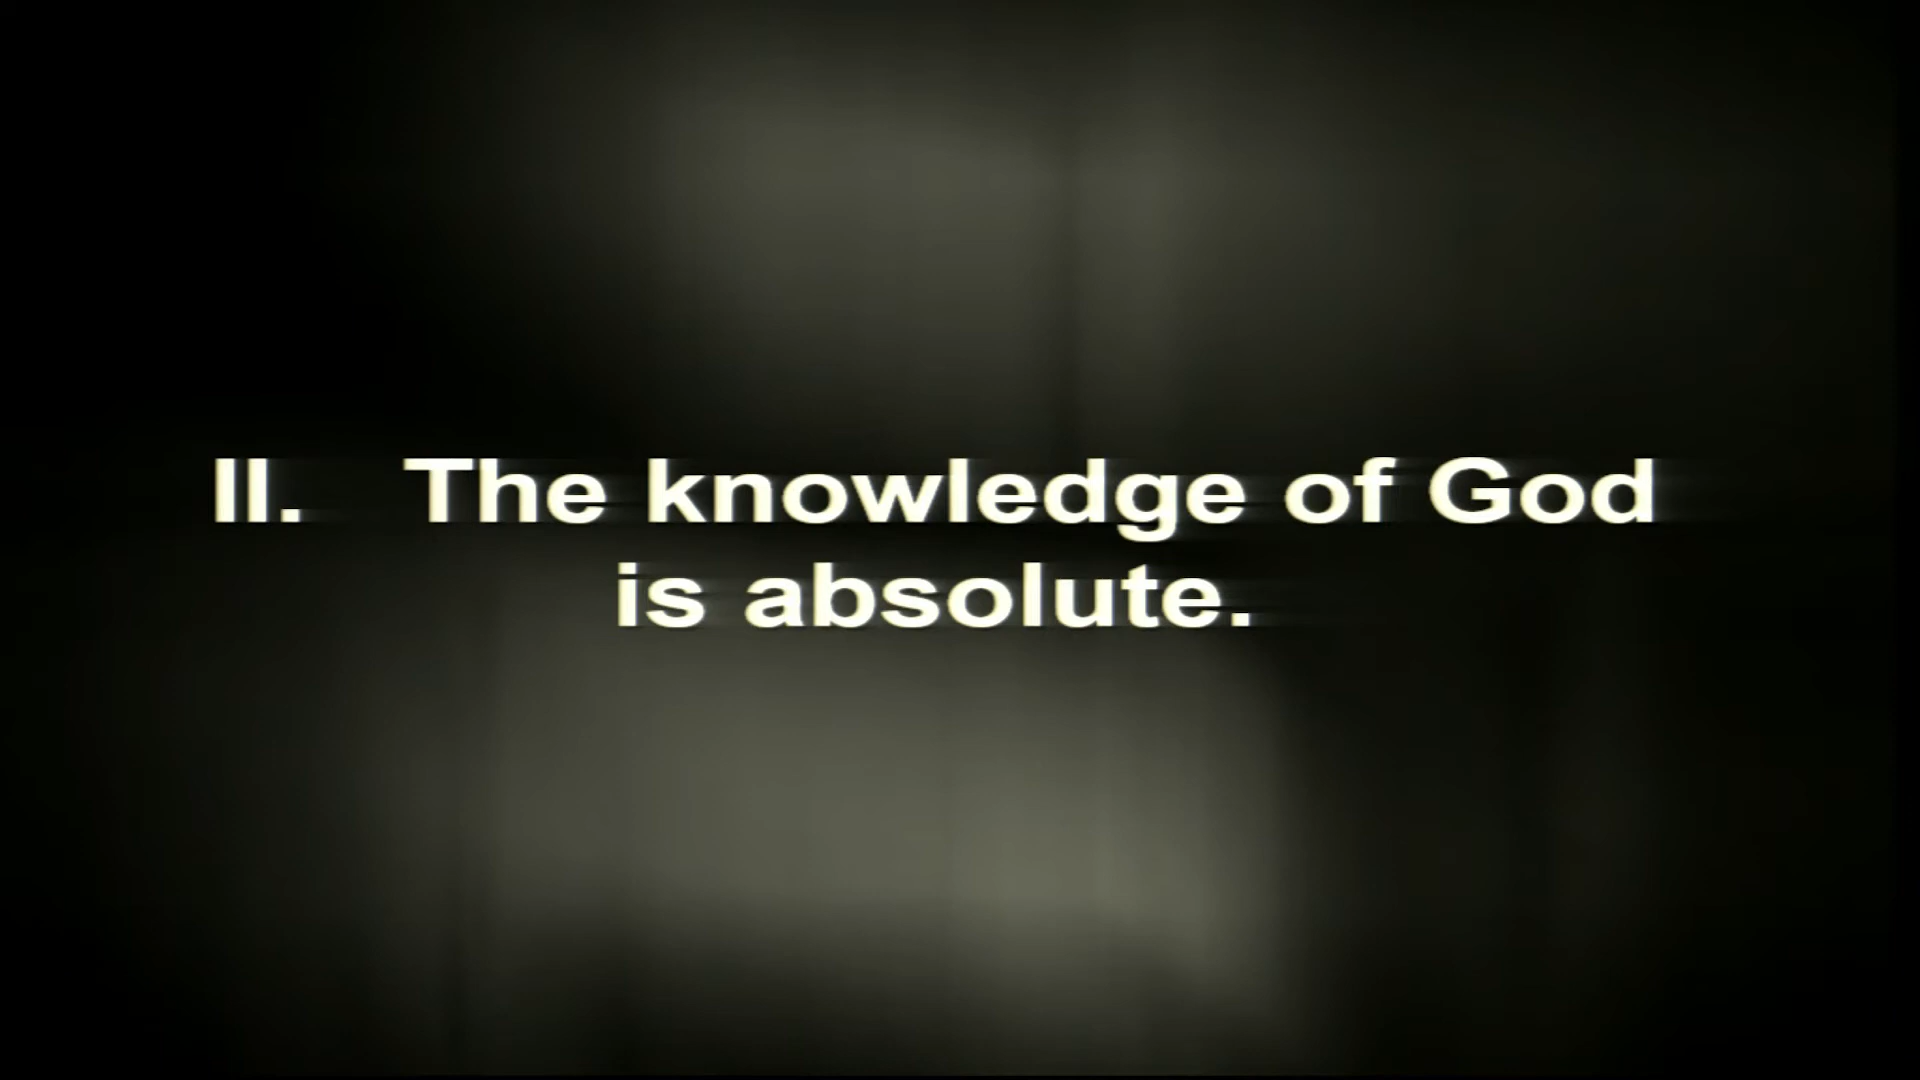 II. The knowledge of God
is absolute.